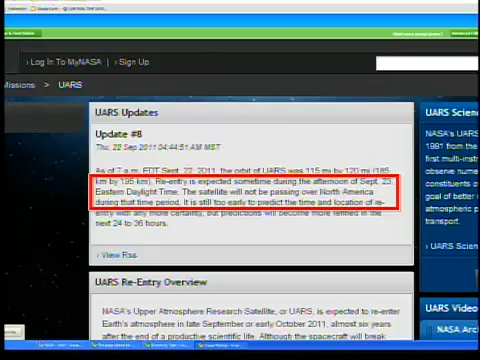 › Log In To MyNASA | › Sign Up
Missions > UARS
UARS Updates
Update #8
Thu, 22 Sep 2011 04:44:51 AM MST
As of 7 a.m. EDT Sept. 22, 2011, the orbit of UARS was 115 mi by 120 mi (185
km by 195 km). Re-entry is expected sometime during the afternoon of Sept. 23,
Eastern Daylight Time. The satellite will not be passing over North America
during that time period. It is still too early to predict the time and location of re-
entry with any more certainty, but predictions will become more refined in the
next 24 to 36 hours.
› View Rss
UARS Re-Entry Overview
NASA's Upper Atmosphere Research Satellite, or UARS, is expected to re-enter
Earth's atmosphere in late September or early October 2011, almost six years
after the end of a productive scientific life. Although the spacecraft will break
UARS Scien
NASA's UARS
1991 from the
first multi-inst
observe nume
constituents o
goal of better
atmospheric p
transport.
› UARS Scien
UARS Video
NASA Arch